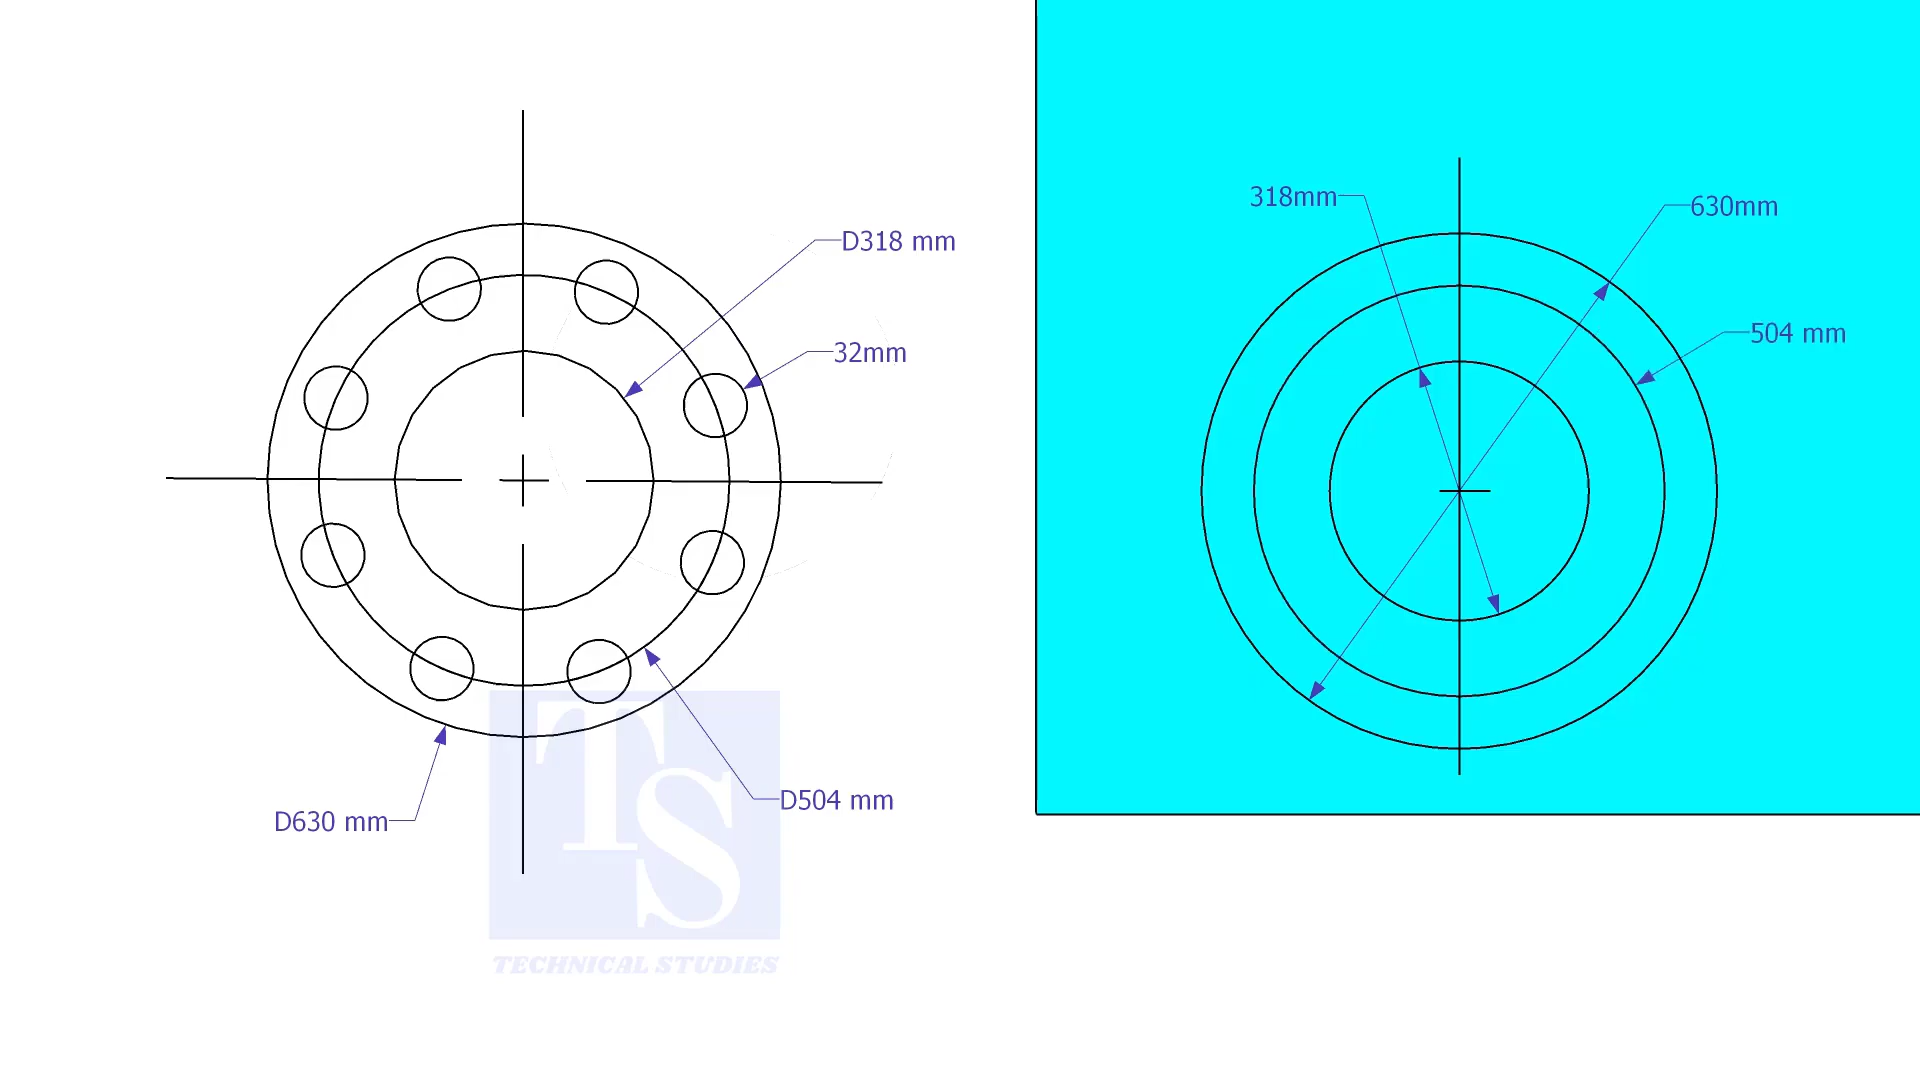 D318 mm
32mm
D504 mm
D630 mm
TS
TECHNICAL STUDIES
318mm
630mm
504 mm